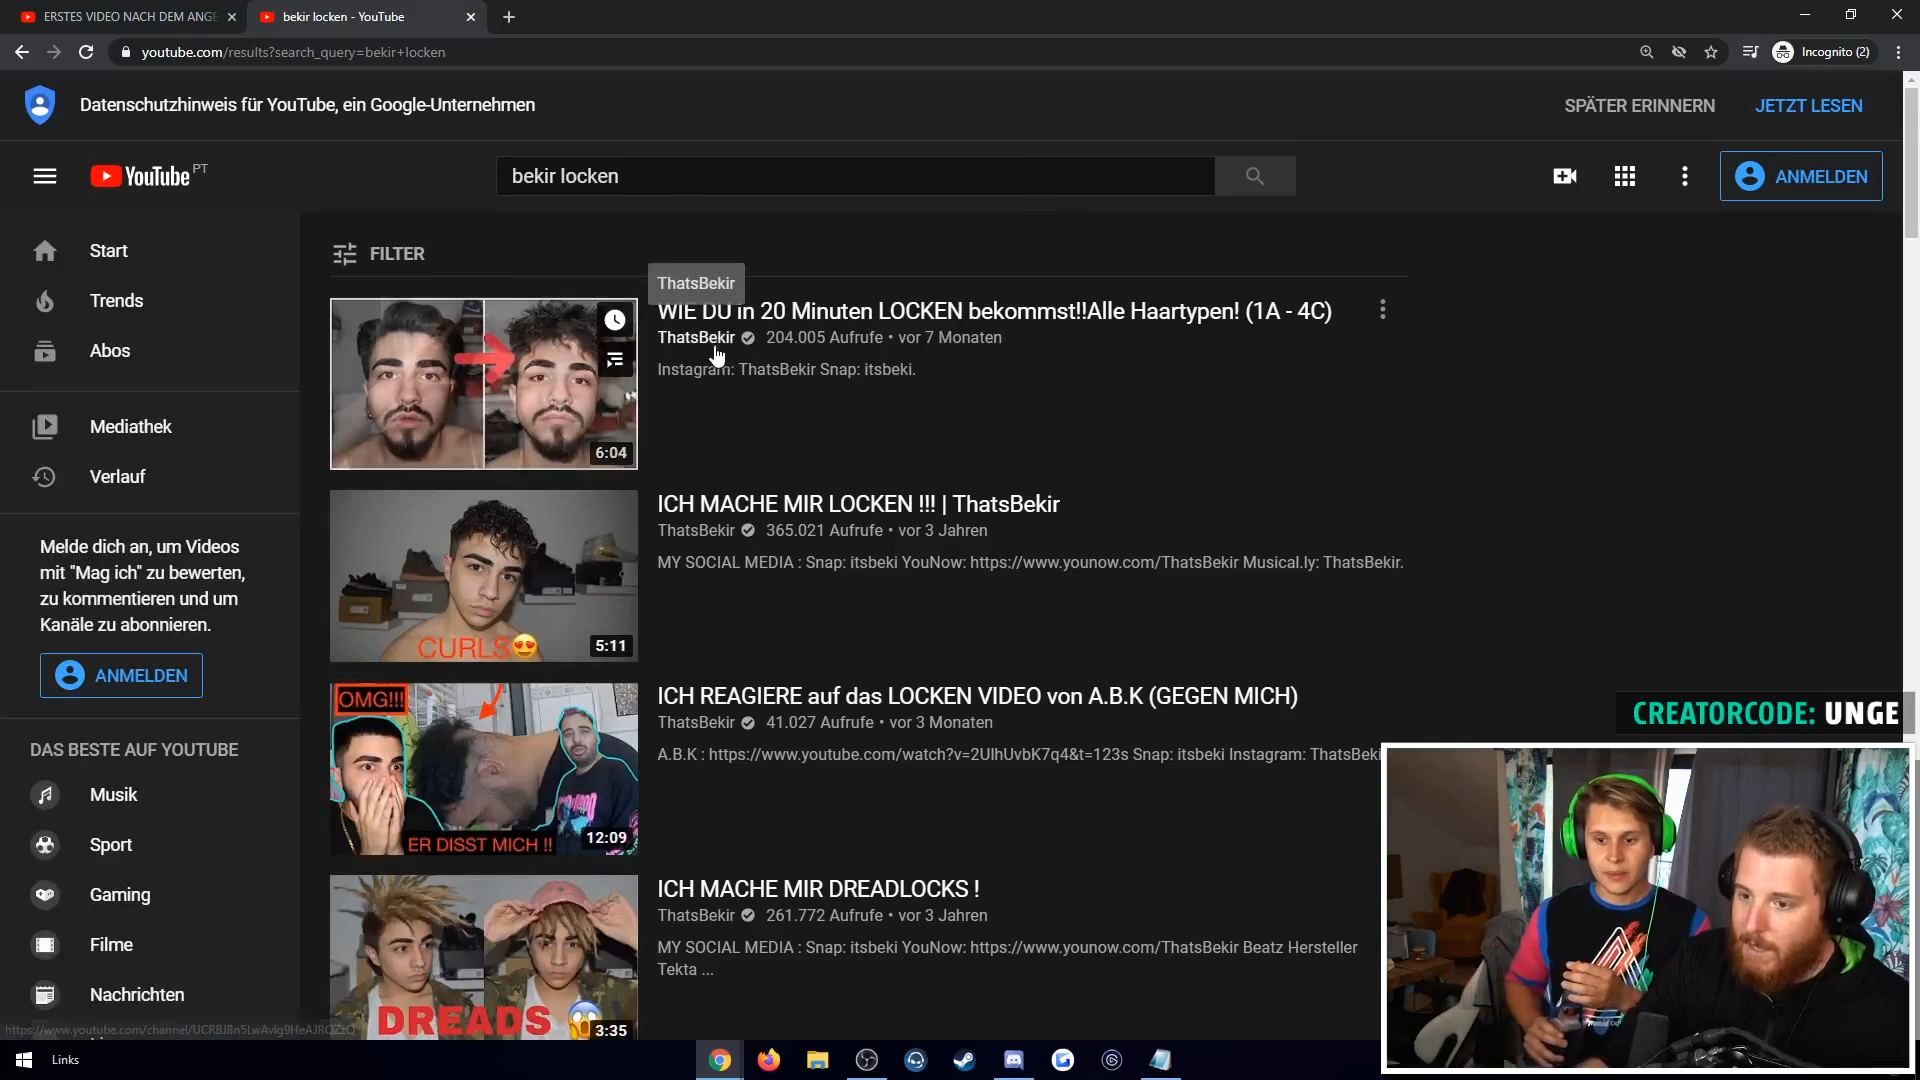 ERSTES VIDEO NACH DEM ANGE
bekir locken - YouTube
youtube.com/results?search_query=bekir+locken
Incognito (2)
Datenschutzhinweis für YouTube, ein Google-Unternehmen
SPÄTER ERINNERN
JETZT LESEN
YouTube PT
bekir locken
ANMELDEN
Start
Trends
Abos
Mediathek
Verlauf
Melde dich an, um Videos
mit "Mag ich" zu bewerten,
zu kommentieren und um
Kanäle zu abonnieren.
ANMELDEN
DAS BESTE AUF YOUTUBE
Musik
Sport
Gaming
Filme
Nachrichten
FILTER
ThatsBekir
WIE DU in 20 Minuten LOCKEN bekommst!!Alle Haartypen! (1A - 4C)
ThatsBekir 204.005 Aufrufe • vor 7 Monaten
Instagram: ThatsBekir Snap: itsbeki.
6:04
ICH MACHE MIR LOCKEN !!! | ThatsBekir
ThatsBekir 365.021 Aufrufe • vor 3 Jahren
MY SOCIAL MEDIA : Snap: itsbeki YouNow: https://www.younow.com/ThatsBekir Musical.ly: ThatsBekir.
CURLS
5:11
ICH REAGIERE auf das LOCKEN VIDEO von A.B.K (GEGEN MICH)
ThatsBekir 41.027 Aufrufe • vor 3 Monaten
A.B.K : https://www.youtube.com/watch?v=2UIhUvbK7q4&t=123s Snap: itsbeki Instagram: ThatsBeki
OMG!!!
ER DISST MICH !!
12:09
ICH MACHE MIR DREADLOCKS !
ThatsBekir 261.772 Aufrufe • vor 3 Jahren
MY SOCIAL MEDIA : Snap: itsbeki YouNow: https://www.younow.com/ThatsBekir Beatz Hersteller
Tekta ...
DREADS
3:35
CREATORCODE: UNGE
Links